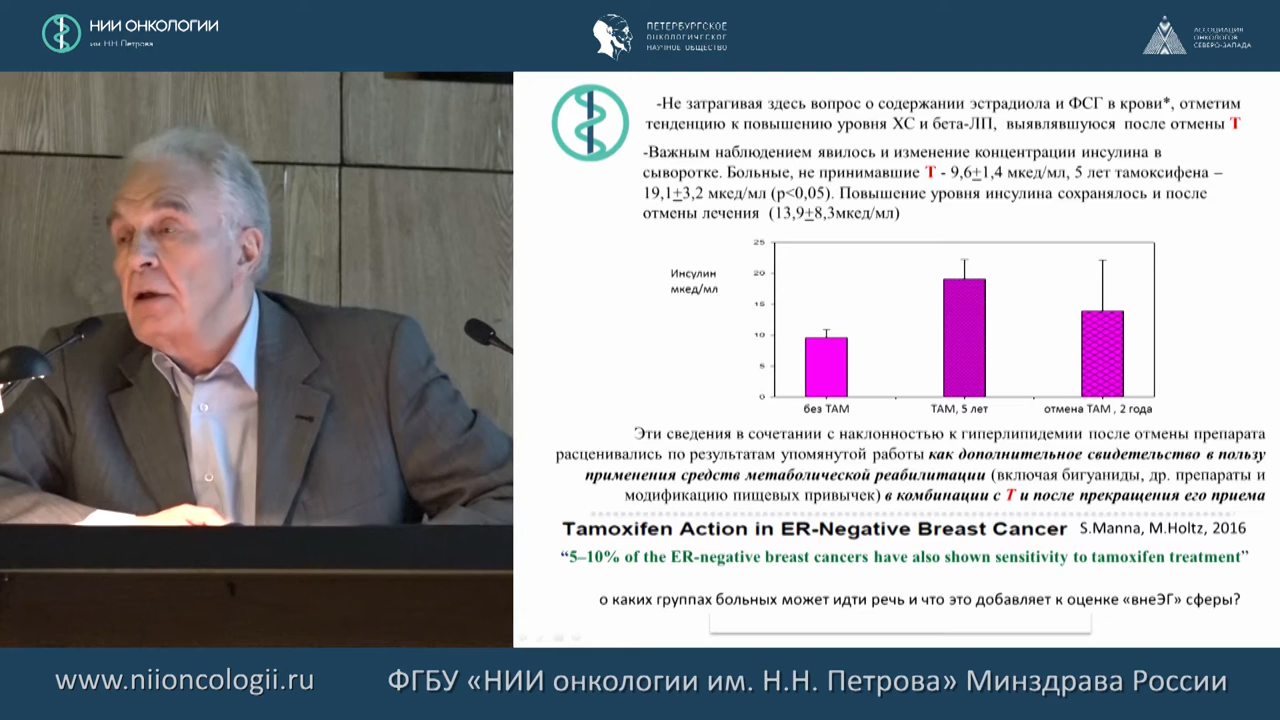 НИИ ОНКОЛОГИИ
им. Н.Н. Петрова
ПЕТЕРБУРГСКОЕ
ОНКОЛОГИЧЕСКОЕ
НАУЧНОЕ ОБЩЕСТВО
АССОЦИАЦИЯ
ОНКОЛОГОВ
СЕВЕРО-ЗАПАДА
-Не затрагивая здесь вопрос о содержании эстрадиола и ФСГ в крови*, отметим
тенденцию к повышению уровня ХС и бета-ЛП, выявлявшуюся после отмены Т
-Важным наблюдением явилось и изменение концентрации инсулина в
сыворотке. Больные, не принимавшие Т - 9,6±1,4 мкед/мл, 5 лет тамоксифена –
19,1±3,2 мкед/мл (p<0,05). Повышение уровня инсулина сохранялось и после
отмены лечения (13,9±8,3мкед/мл)
Инсулин
мкед/мл
25
20
15
10
5
0
без ТАМ
ТАМ, 5 лет
отмена ТАМ , 2 года
Эти сведения в сочетании с наклонностью к гиперлипидемии после отмены препарата
расценивались по результатам упомянутой работы как дополнительное свидетельство в пользу
применения средств метаболической реабилитации (включая бигуаниды, др. препараты и
модификацию пищевых привычек) в комбинации с Т и после прекращения его приема
Tamoxifen Action in ER-Negative Breast Cancer S.Manna, M.Holtz, 2016
“5–10% of the ER-negative breast cancers have also shown sensitivity to tamoxifen treatment”
о каких группах больных может идти речь и что это добавляет к оценке «внеЭГ» сферы?
www.niioncologii.ru
ФГБУ «НИИ онкологии им. Н.Н. Петрова» Минздрава России